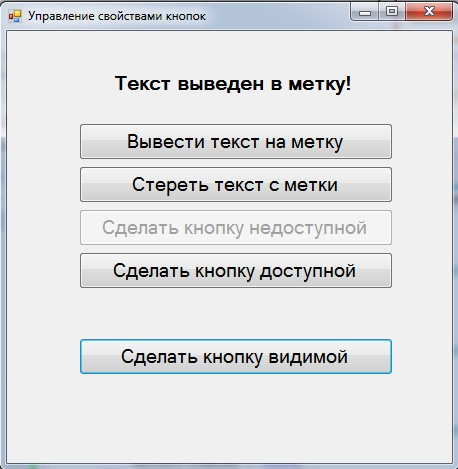 Управление свойствами кнопок
Текст выведен в метку!
Вывести текст на метку
Стереть текст с метки
Сделать кнопку недоступной
Сделать кнопку доступной
Сделать кнопку видимой